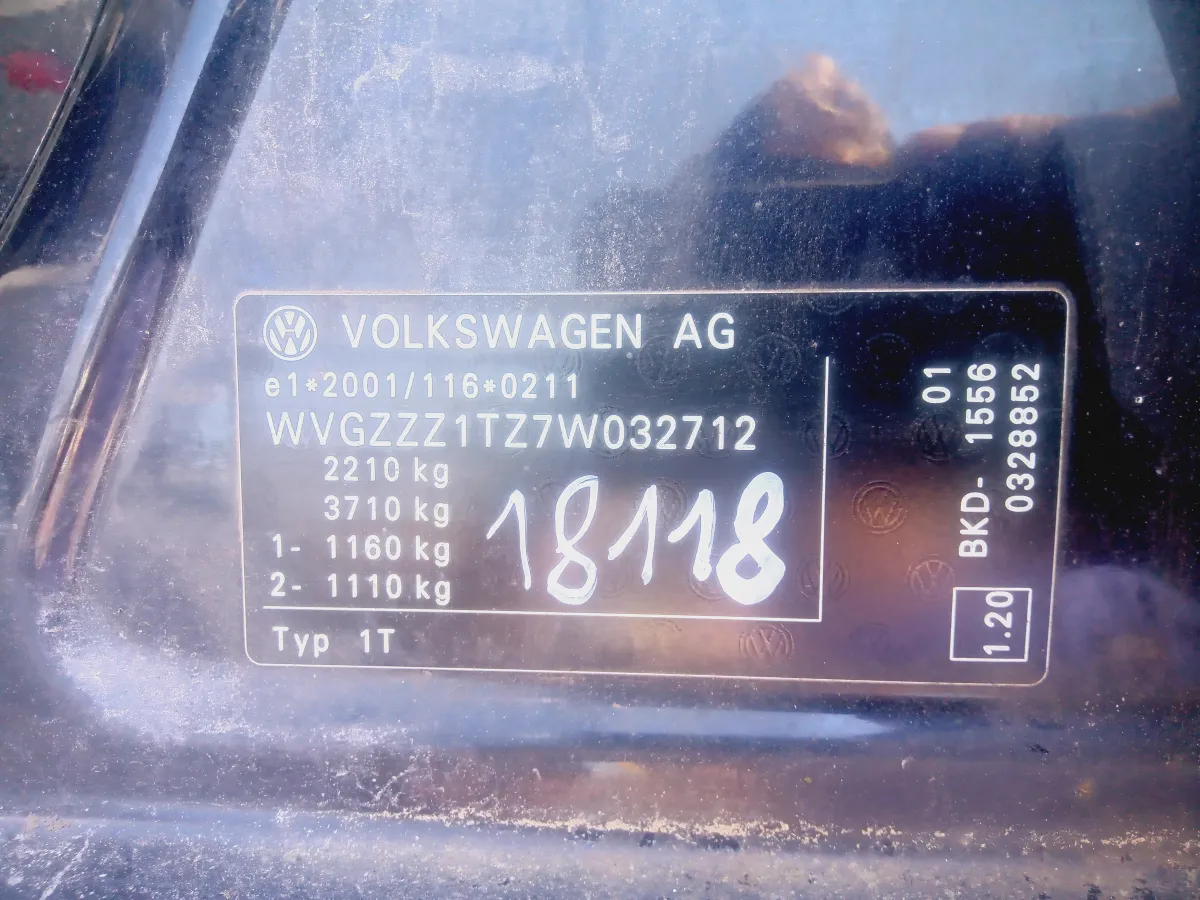 VOLKSWAGEN AG
e1*2001/116*0211
WVGZZZ1TZ7W032712
2210 kg
3710 kg
1- 1160 kg
2- 1110 kg
18118
Typ 1T
01
BKD- 1556
0328852
1.20